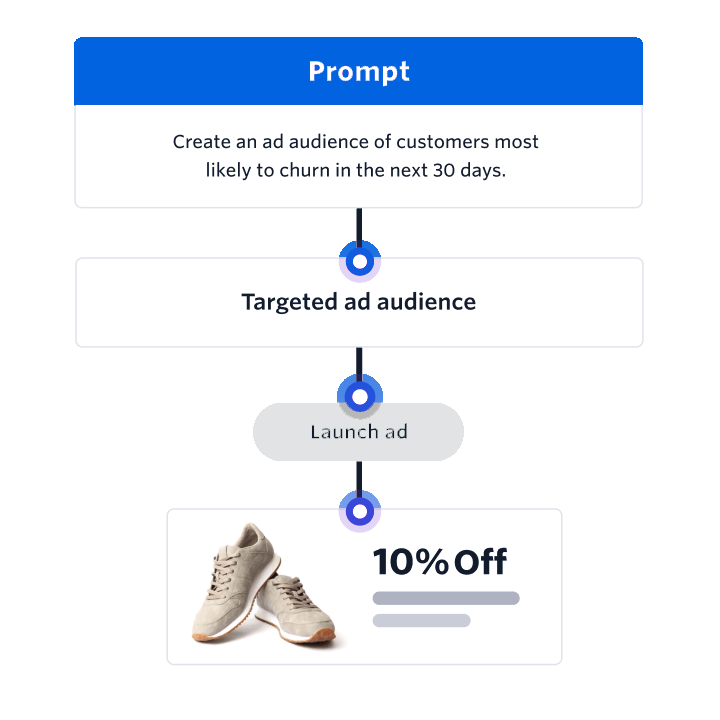 Prompt
Create an ad audience of customers most
likely to churn in the next 30 days.
Targeted ad audience
Launch ad
10% Off